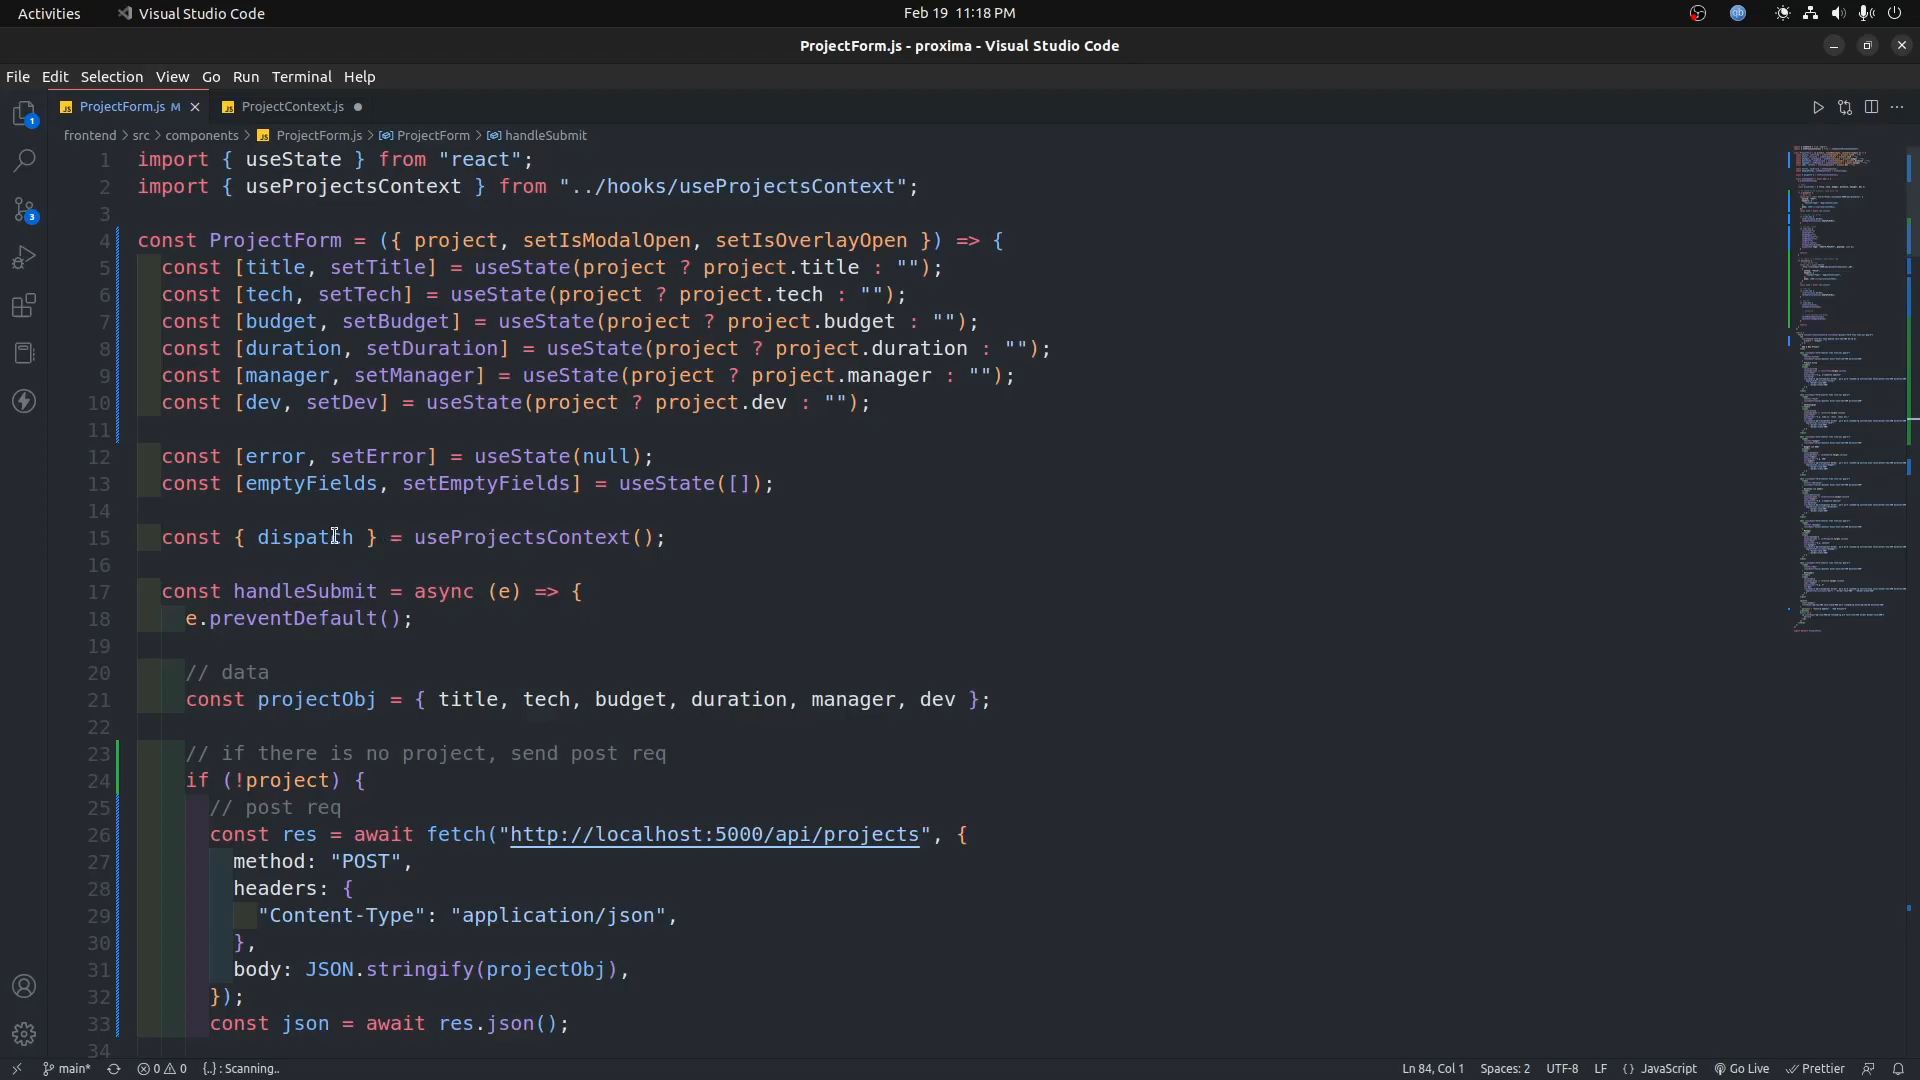 Activities
Visual Studio Code
Feb 19 11:18 PM
qb
ProjectForm.js - proxima - Visual Studio Code
File Edit Selection View Go Run Terminal Help
JS ProjectForm.js M
JS ProjectContext.js
frontend > src > components > JS ProjectForm.js > ProjectForm > handleSubmit
1
3
1 import { useState } from "react";
2 import { useProjectsContext } from "../hooks/useProjectsContext";
3
4 const ProjectForm = ({ project, setIsModalOpen, setIsOverlayOpen }) => {
5 const [title, setTitle] = useState(project ? project.title : "");
6 const [tech, setTech] = useState(project ? project.tech : "");
7 const [budget, setBudget] = useState(project ? project.budget : "");
8 const [duration, setDuration] = useState(project ? project.duration : "");
9 const [manager, setManager] = useState(project ? project.manager : "");
10 const [dev, setDev] = useState(project ? project.dev : "");
11
12 const [error, setError] = useState(null);
13 const [emptyFields, setEmptyFields] = useState([]);
14
15 const { dispatch } = useProjectsContext();
16
17 const handleSubmit = async (e) => {
18 e.preventDefault();
19
20 // data
21 const projectObj = { title, tech, budget, duration, manager, dev };
22
23 // if there is no project, send post req
24 if (!project) {
25 // post req
26 const res = await fetch("http://localhost:5000/api/projects", {
27 method: "POST",
28 headers: {
29 "Content-Type": "application/json",
30 },
31 body: JSON.stringify(projectObj),
32 });
33 const json = await res.json();
34
main* 0 0 {..} : Scanning..
Ln 84, Col 1 Spaces: 2 UTF-8 LF {} JavaScript Go Live Prettier